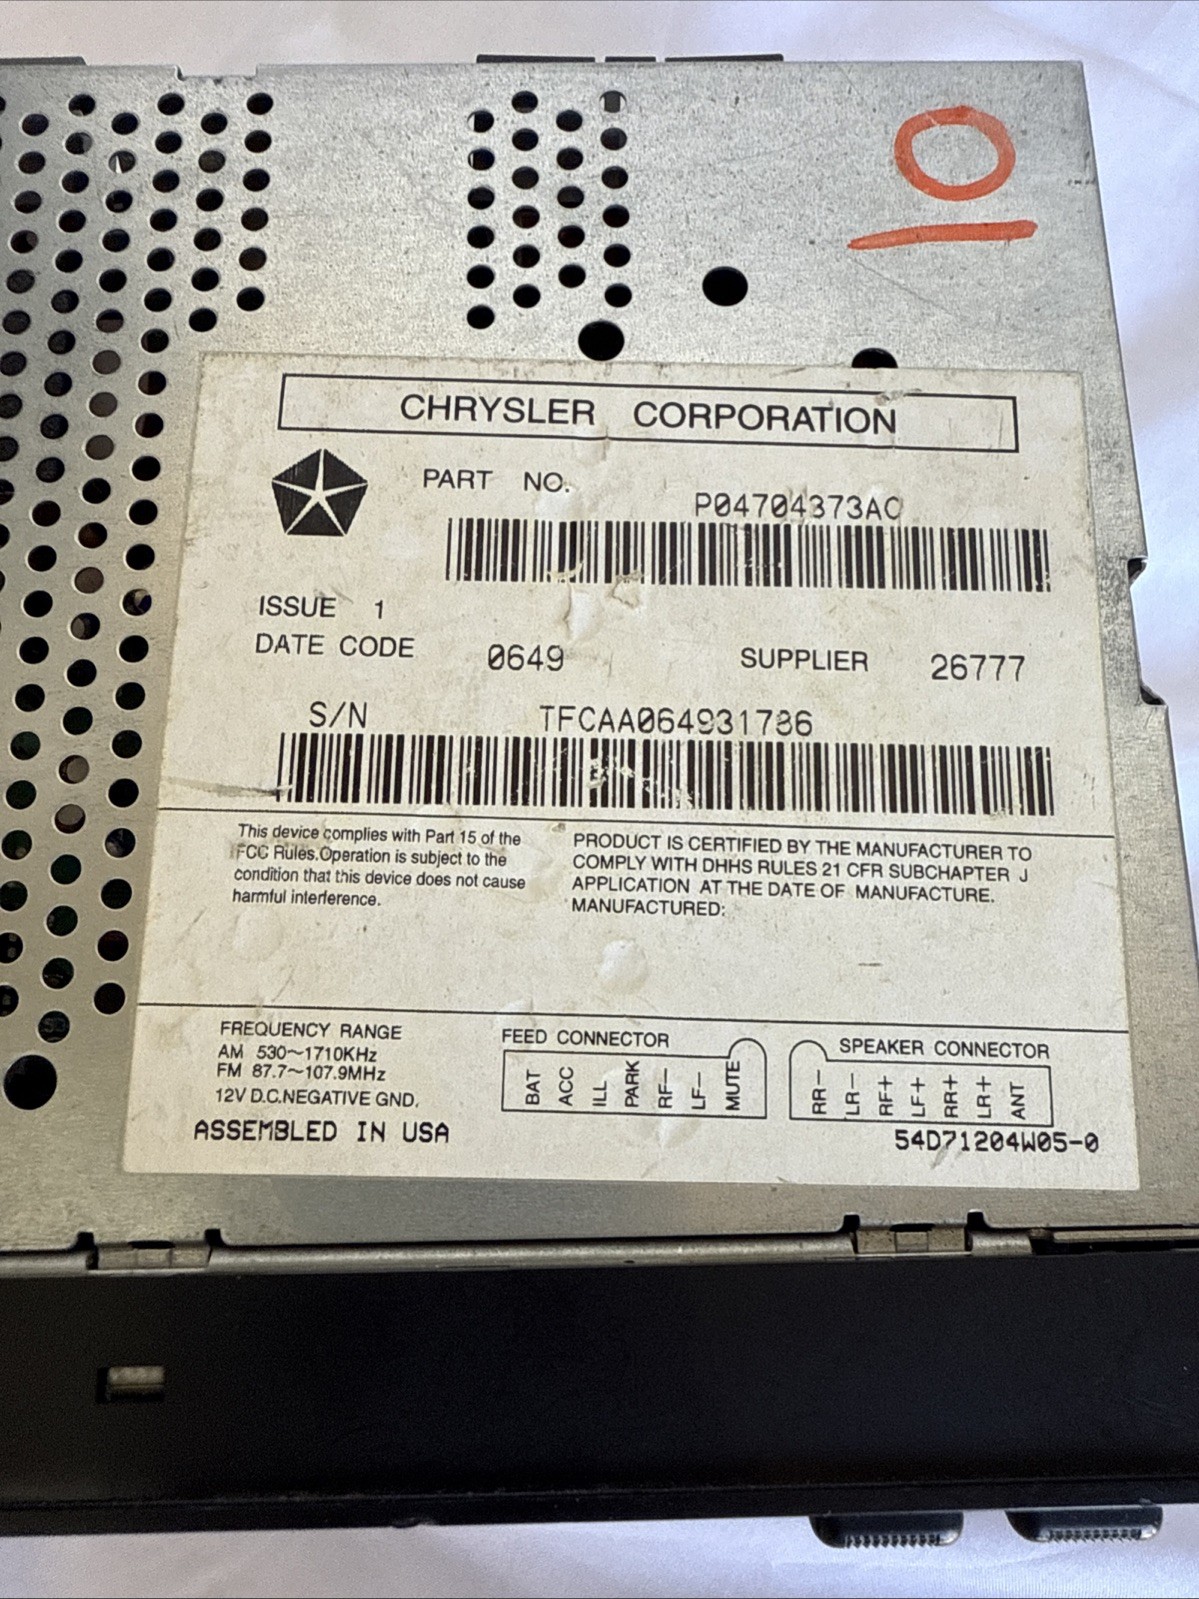 10
CHRYSLER CORPORATION
PART NO.
P04704373AC
ISSUE 1
DATE CODE 0649 SUPPLIER 26777
S/N TFCAA064931786
This device complies with Part 15 of the
FCC Rules.Operation is subject to the
condition that this device does not cause
harmful interference.
PRODUCT IS CERTIFIED BY THE MANUFACTURER TO
COMPLY WITH DHHS RULES 21 CFR SUBCHAPTER J
APPLICATION AT THE DATE OF MANUFACTURE.
MANUFACTURED:
FREQUENCY RANGE
AM 530~1710KHz
FM 87.7~107.9MHz
12V D.C.NEGATIVE GND.
ASSEMBLED IN USA
FEED CONNECTOR
BAT
ACC
ILL
PARK
RF-
LF-
MUTE
SPEAKER CONNECTOR
RR-
LR-
RF+
LF+
RR+
LR+
ANT
54D71204W05-0